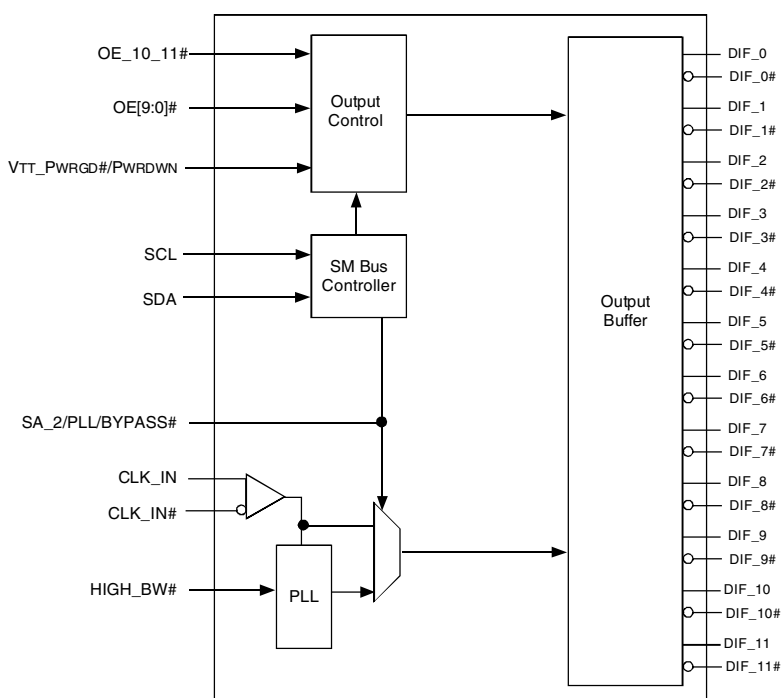 OE_10_11#
OE[9:0]#
VTT_PWRGD#/PWRDWN
SCL
SDA
SA_2/PLL/BYPASS#
CLK_IN
CLK_IN#
HIGH_BW#
Output
Control
SM Bus
Controller
PLL
Output
Buffer
DIF_0
DIF_0#
DIF_1
DIF_1#
DIF_2
DIF_2#
DIF_3
DIF_3#
DIF_4
DIF_4#
DIF_5
DIF_5#
DIF_6
DIF_6#
DIF_7
DIF_7#
DIF_8
DIF_8#
DIF_9
DIF_9#
DIF_10
DIF_10#
DIF_11
DIF_11#